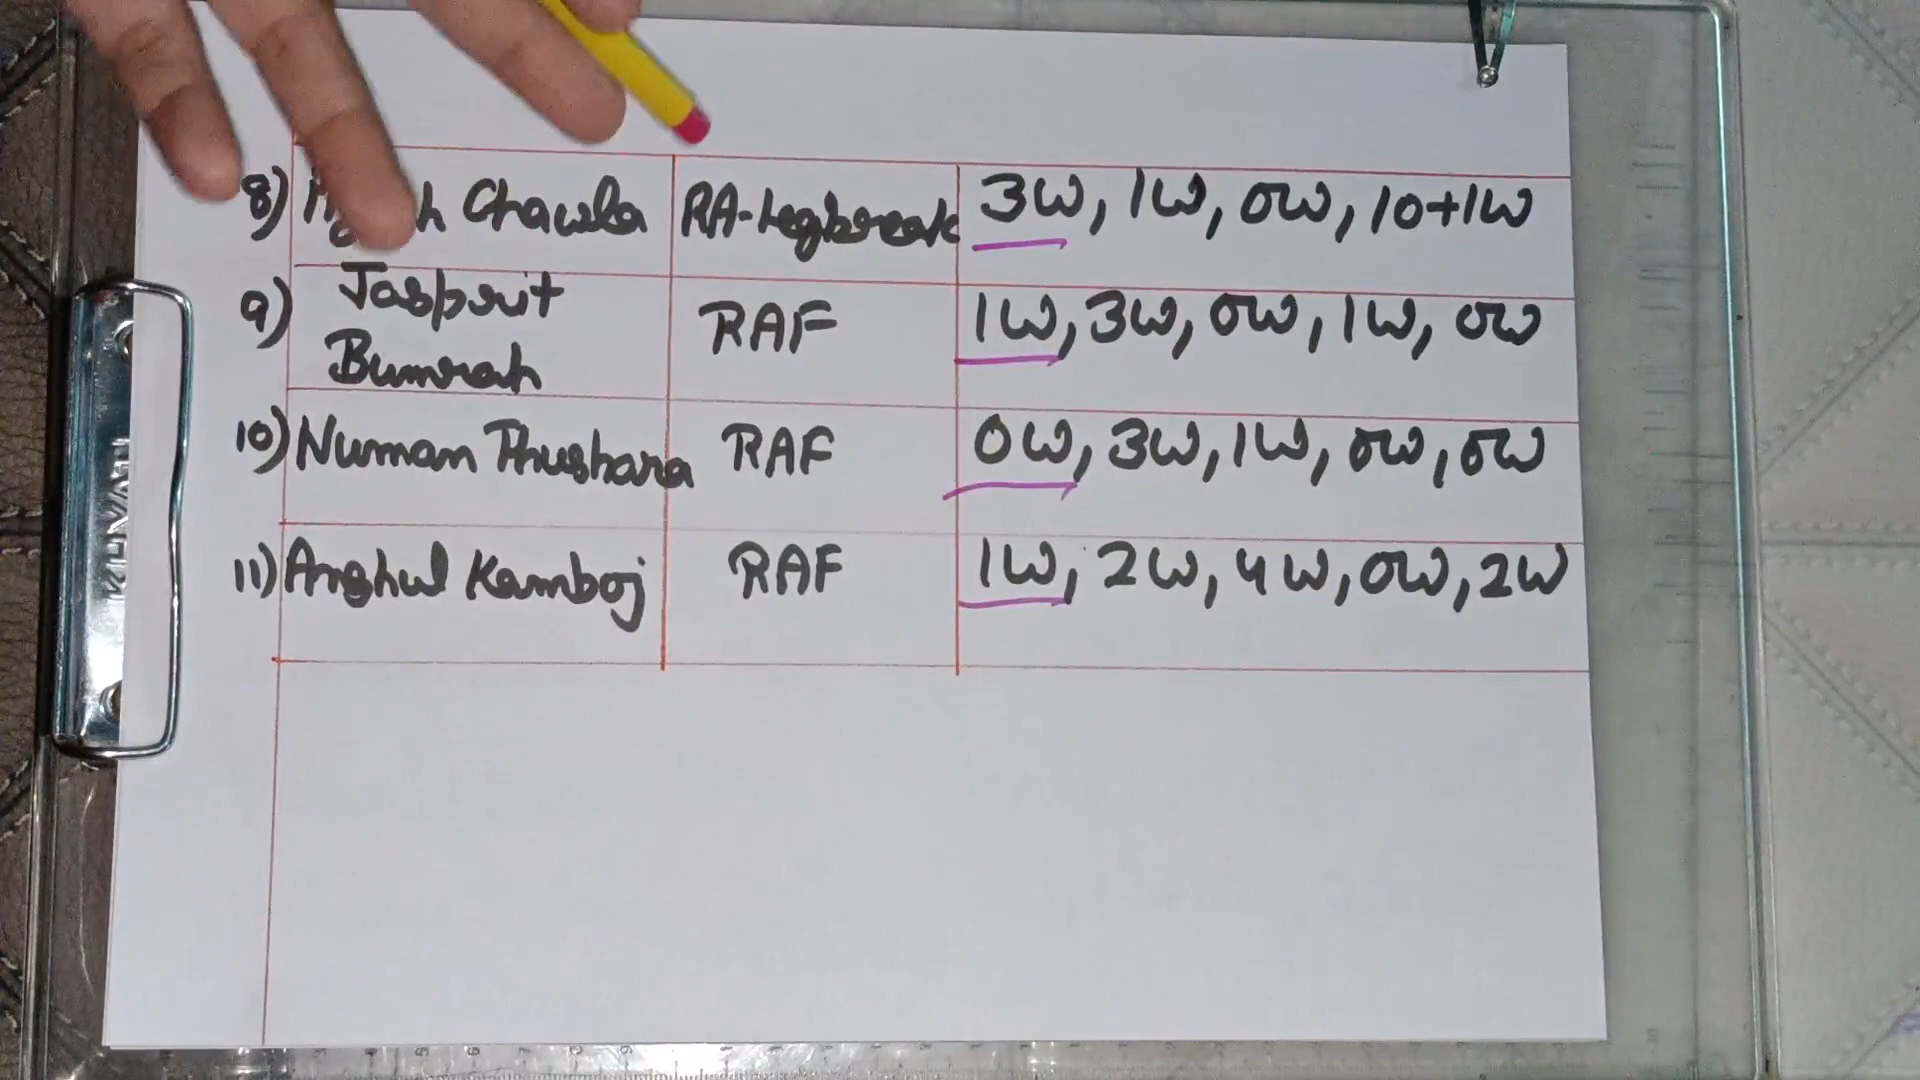 8) Chawla RA-Legbreak 3W, 1W, 0W, 10+1W
9) Jasprit
Bumrah RAF 1W, 3W, 0W, 1W, 0W
10) Numan Thushara RAF 0W, 3W, 1W, 0W, 0W
11) Anshul Kamboj RAF 1W, 2W, 4W, 0W, 2W